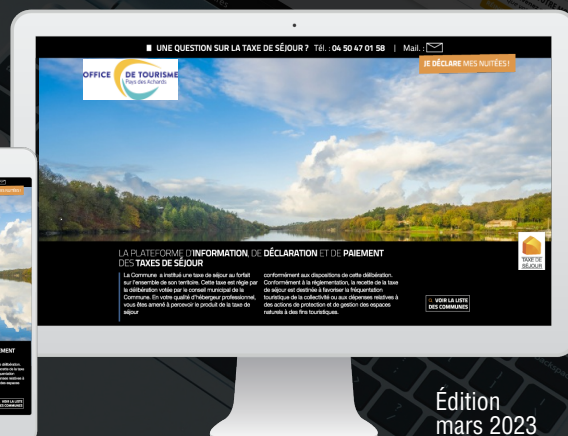 UNE QUESTION SUR LA TAXE DE SÉJOUR ? Tél. : 04 50 47 01 58 | Mail. :
JE DÉCLARE MES NUITÉES !
OFFICE DE TOURISME
Pays des Achards
LA PLATEFORME D'INFORMATION, DE DÉCLARATION ET DE PAIEMENT
DES TAXES DE SÉJOUR
La Commune a institué une taxe de séjour au forfait
sur l'ensemble de son territoire. Cette taxe est régie par
la délibération votée par le conseil municipal de la
Commune. En votre qualité d'hébergeur professionnel,
vous êtes amené à percevoir le produit de la taxe de
séjour
conformément aux dispositions de cette délibération.
Conformément à la réglementation, la recette de la taxe
de séjour est destinée à favoriser la fréquentation
touristique de la collectivité ou aux dépenses relatives à
des actions de protection et de gestion des espaces
naturels à des fins touristiques.
TAXE DE
SÉJOUR
VOIR LA LISTE
DES COMMUNES
Édition
mars 2023